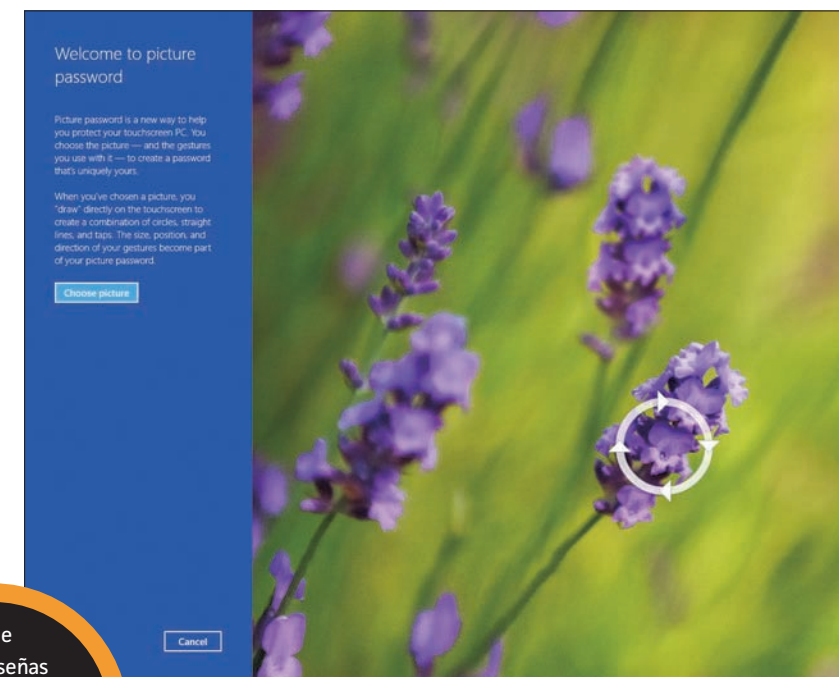 Welcome to picture
password
Picture password is a new way to help
you protect your touchscreen PC. You
choose the picture — and the gestures
you use with it — to create a password
that's uniquely yours.
When you've chosen a picture, you
"draw" directly on the touchscreen to
create a combination of circles, straight
lines, and taps. The size, position, and
direction of your gestures become part
of your picture password.
Choose picture
Cancel